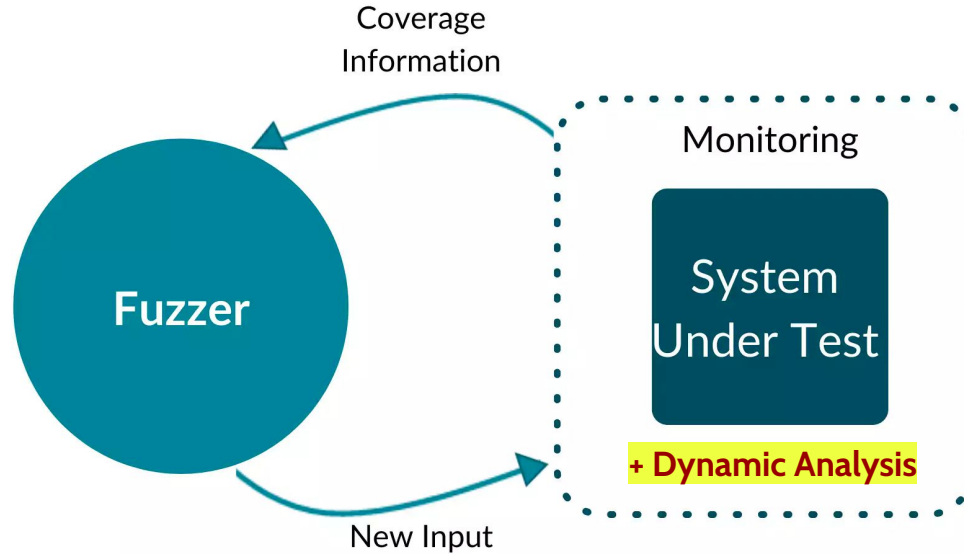 Coverage
Information
Monitoring
System
Under Test
Fuzzer
+ Dynamic Analysis
New Input